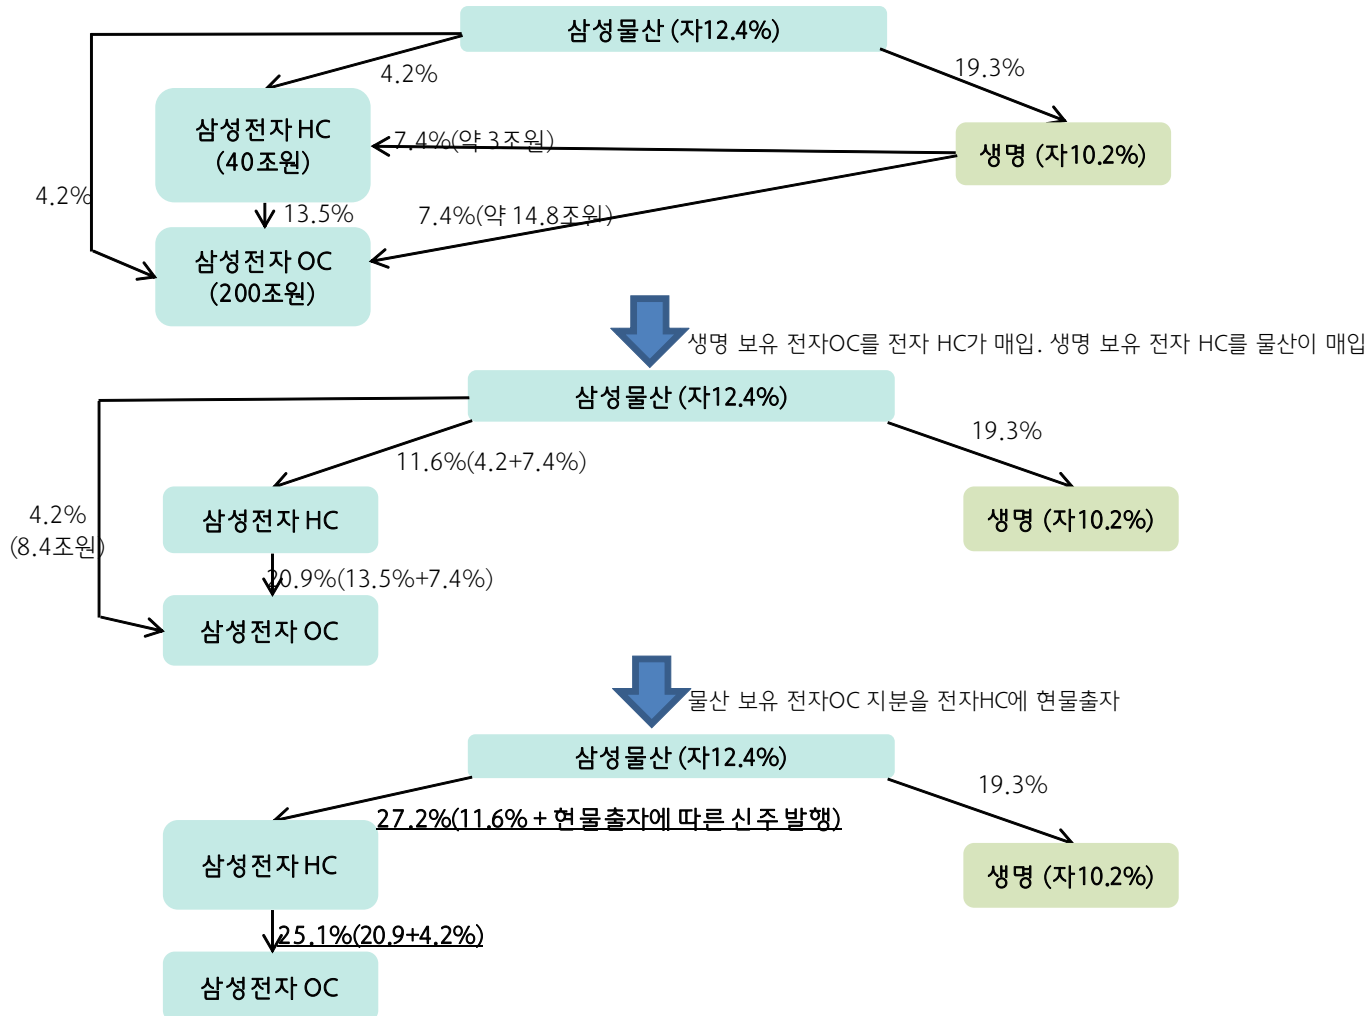 삼성물산 (자12.4%)
4.2%
19.3%
삼성전자 HC
(40조원)
7.4%(약 3조원)
생명 (자10.2%)
4.2%
13.5%
7.4%(약 14.8조원)
삼성전자 OC
(200조원)
생명 보유 전자OC를 전자 HC가 매입. 생명 보유 전자 HC를 물산이 매입
삼성물산 (자12.4%)
19.3%
11.6%(4.2+7.4%)
4.2%
(8.4조원)
삼성전자 HC
생명 (자10.2%)
20.9%(13.5%+7.4%)
삼성전자 OC
물산 보유 전자OC 지분을 전자HC에 현물출자
삼성물산 (자12.4%)
19.3%
27.2%(11.6% + 현물출자에 따른 신주 발행)
삼성전자 HC
생명 (자10.2%)
25.1%(20.9+4.2%)
삼성전자 OC